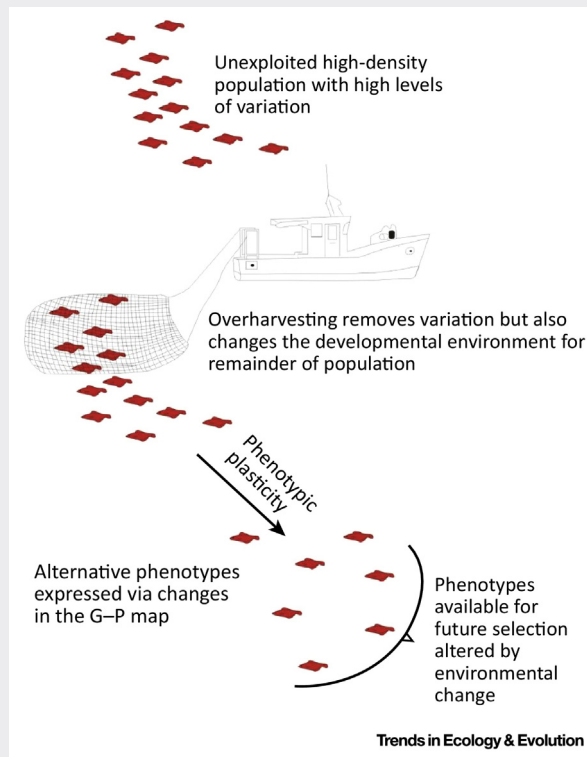 Unexploited high-density
population with high levels
of variation
Overharvesting removes variation but also
changes the developmental environment for
remainder of population
Phenotypic
plasticity
Alternative phenotypes
expressed via changes
in the G–P map
Phenotypes
available for
future selection
altered by
environmental
change
Trends in Ecology & Evolution